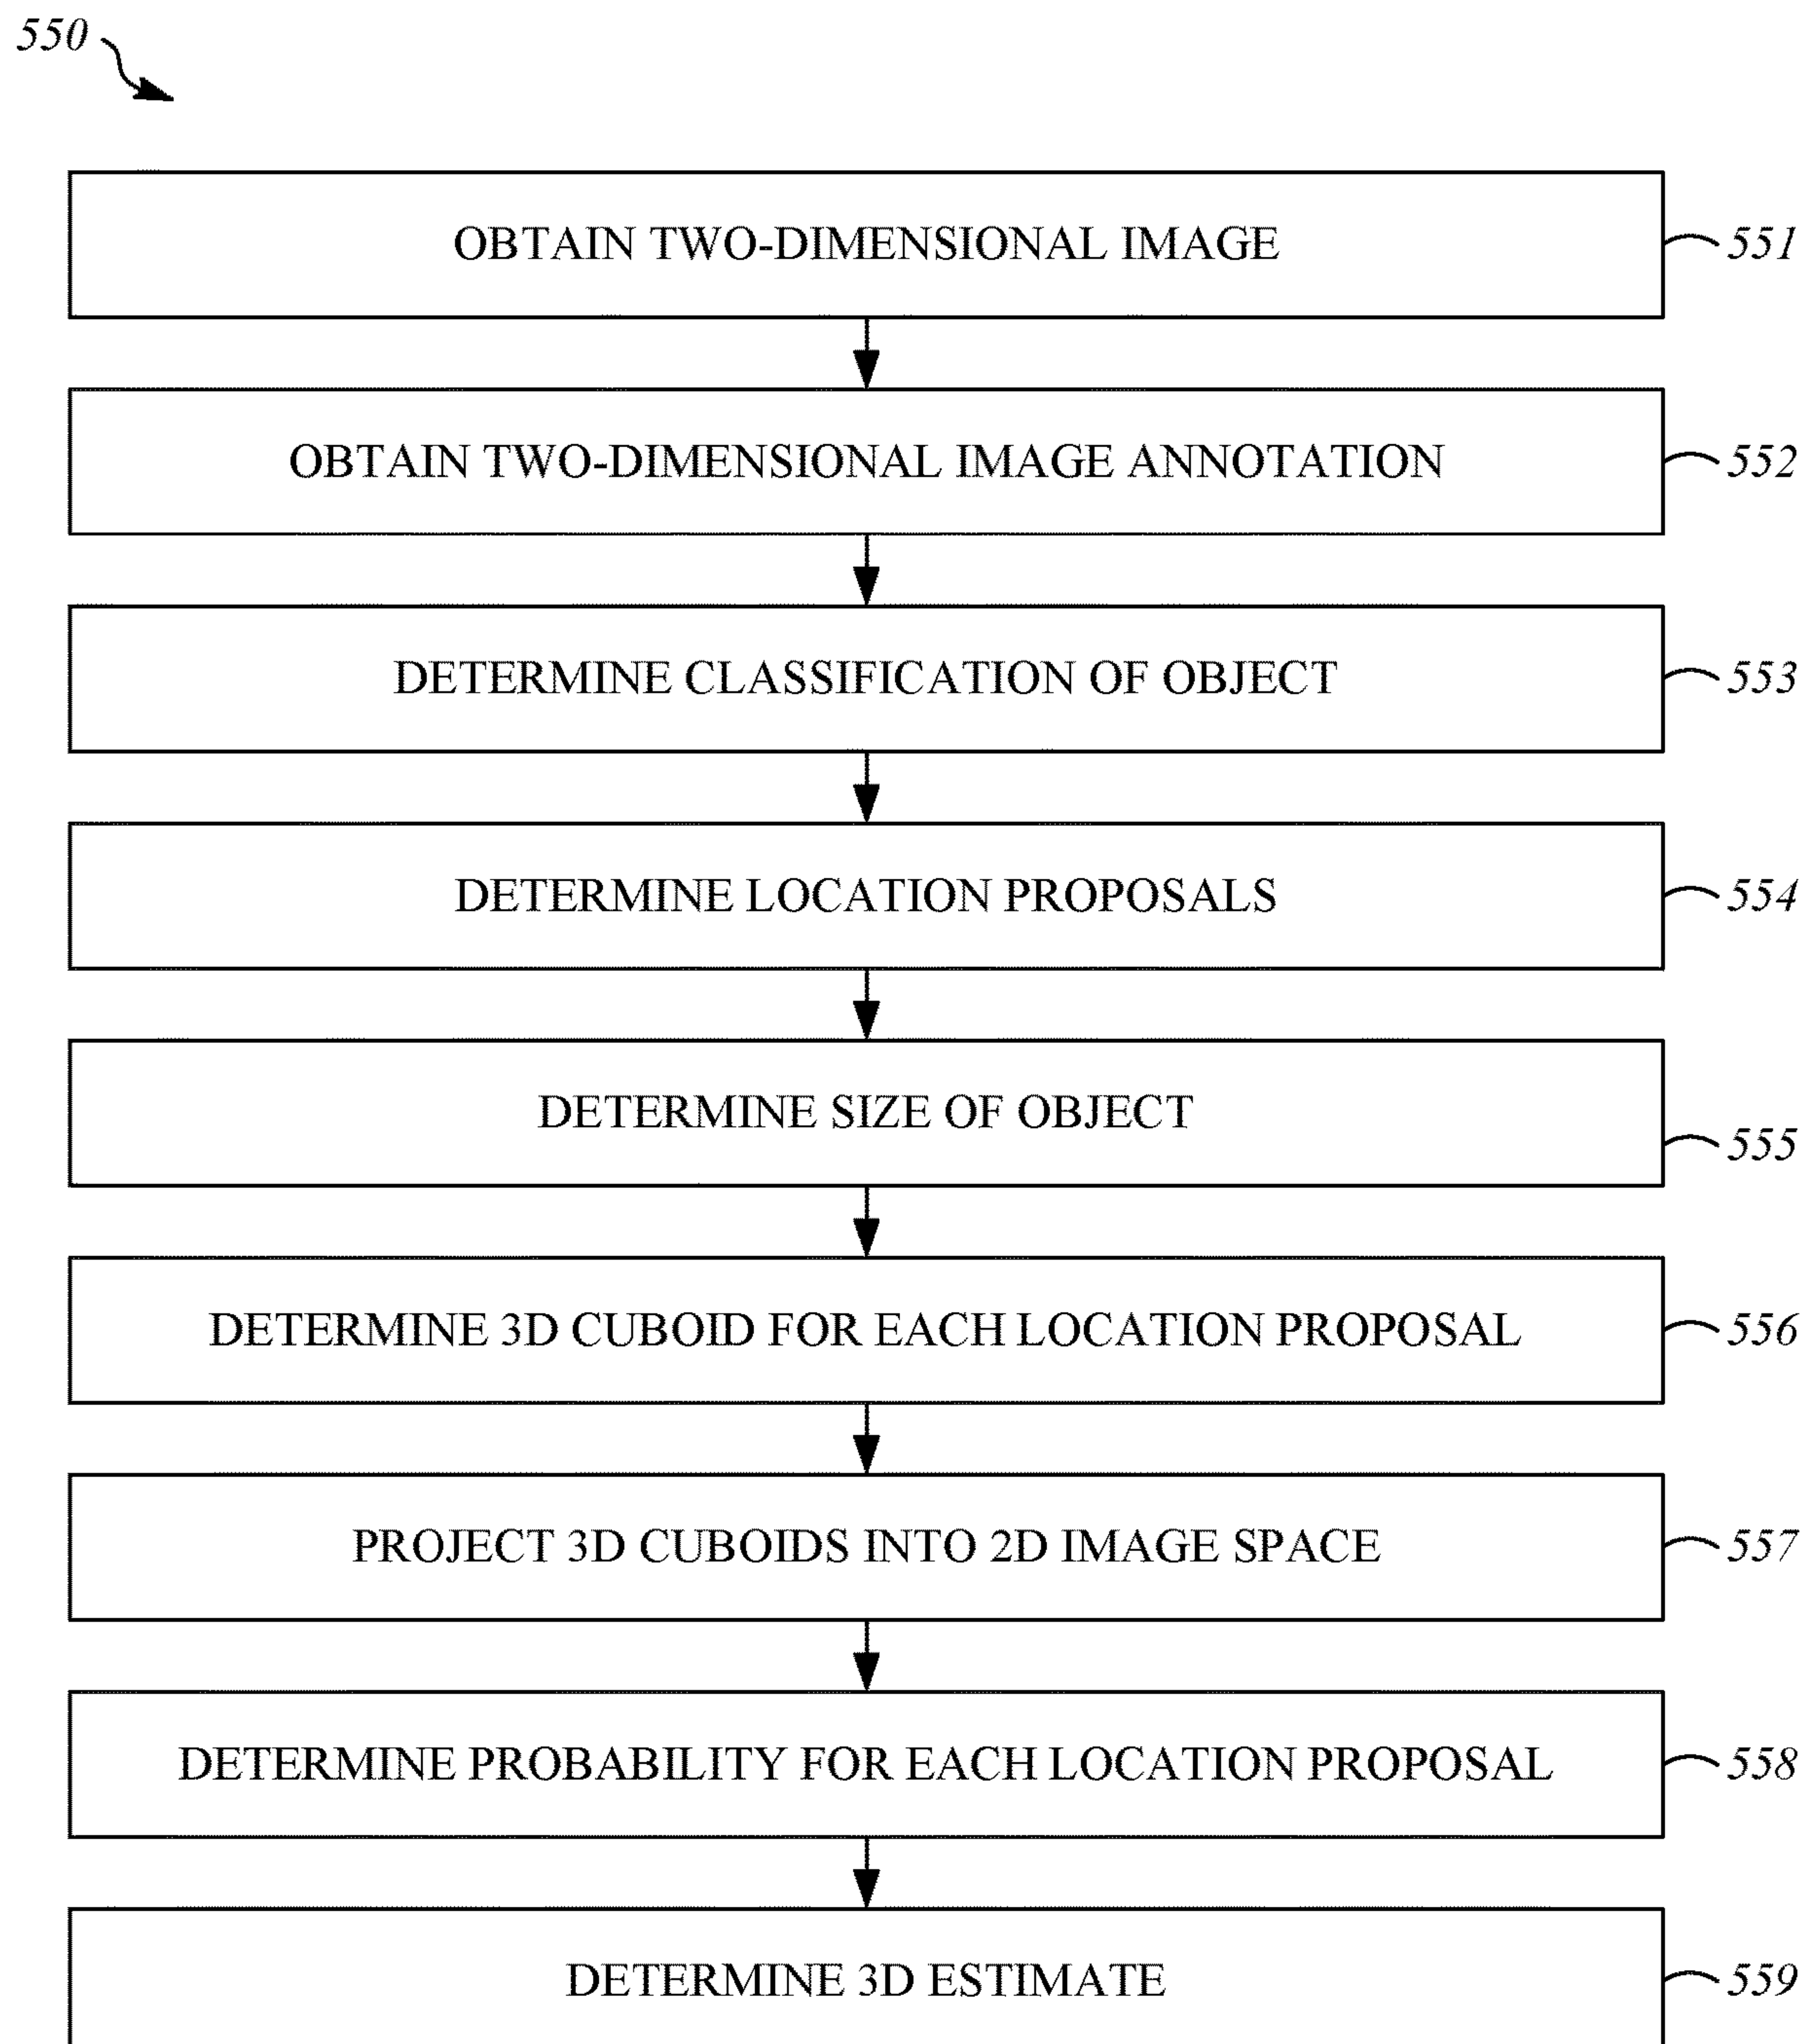 550
OBTAIN TWO-DIMENSIONAL IMAGE 551
OBTAIN TWO-DIMENSIONAL IMAGE ANNOTATION 552
DETERMINE CLASSIFICATION OF OBJECT 553
DETERMINE LOCATION PROPOSALS 554
DETERMINE SIZE OF OBJECT 555
DETERMINE 3D CUBOID FOR EACH LOCATION PROPOSAL 556
PROJECT 3D CUBOIDS INTO 2D IMAGE SPACE 557
DETERMINE PROBABILITY FOR EACH LOCATION PROPOSAL 558
DETERMINE 3D ESTIMATE 559